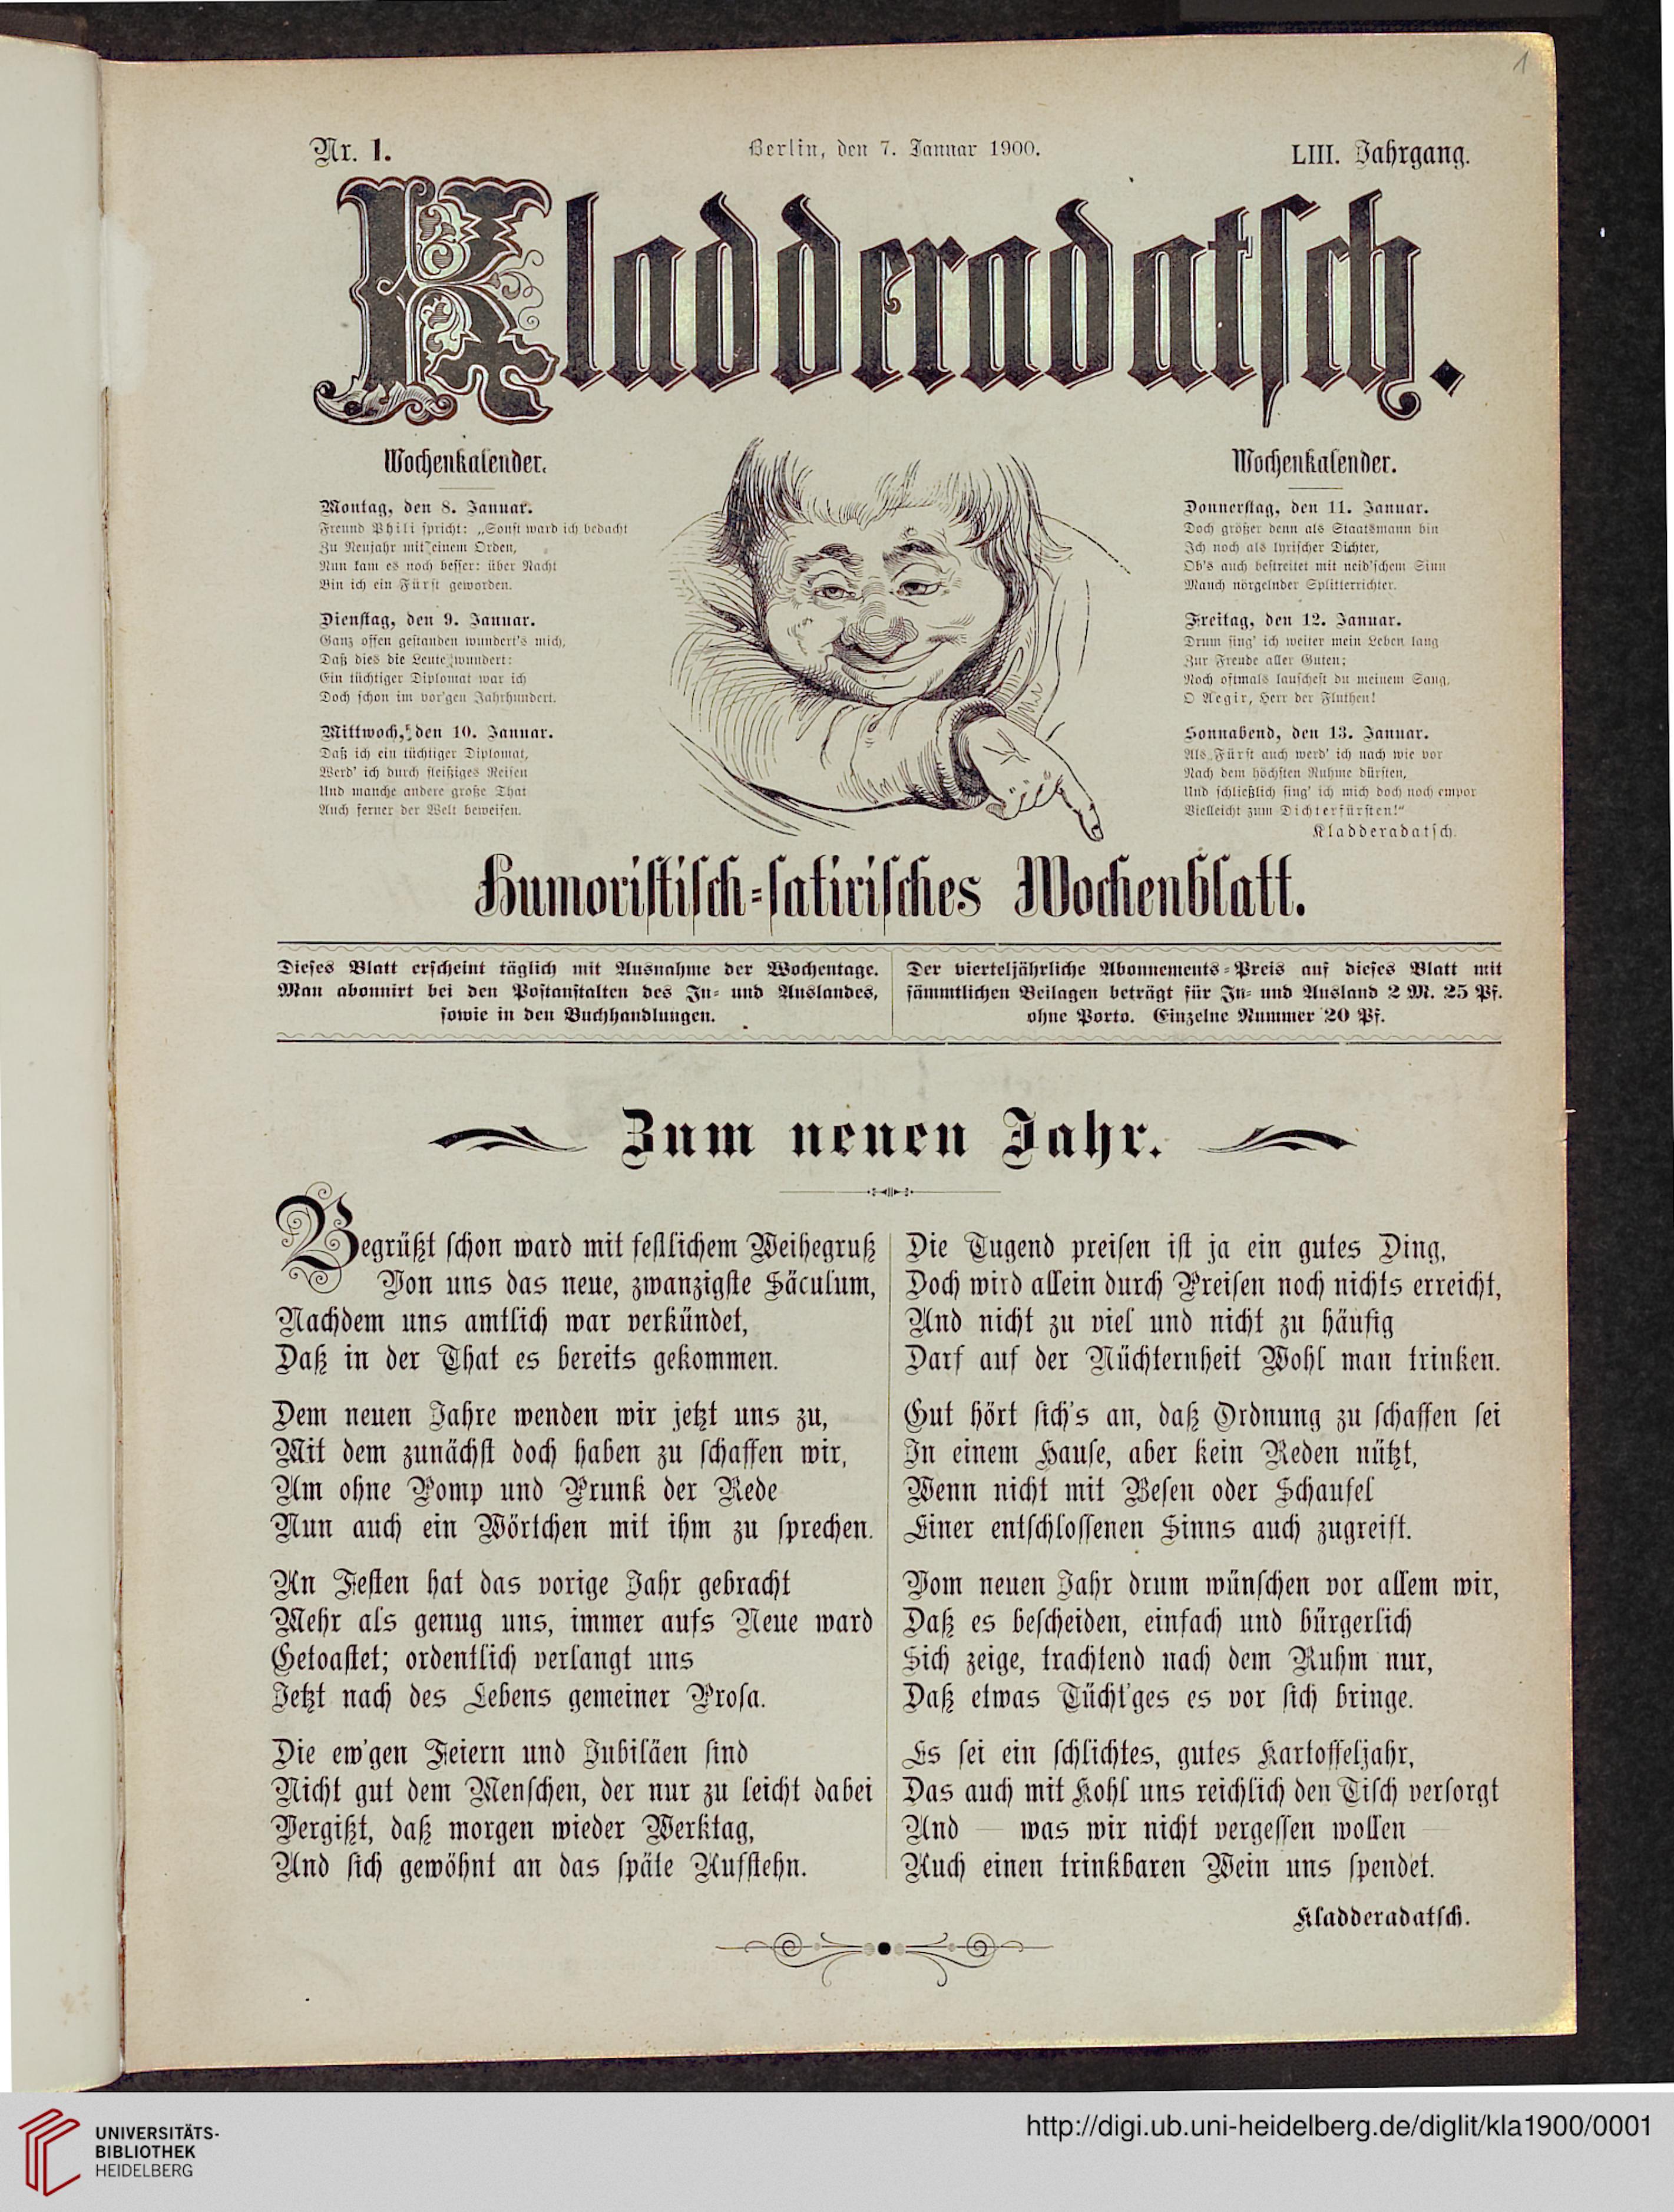 1
Nr. 1.
Berlin, den 7. Januar 1900.
LIII. Jahrgang.
Kladderadatsch.
Wochenkalender.
Montag, den 8. Januar.
Freund Phili spricht: „Sonst ward ich bedacht
Zu Neujahr mit einem Orden,
Nun kam es noch besser: über Nacht
Bin ich ein Fürst geworden.
Dienstag, den 9. Januar.
Ganz offen gestanden wundert's mich,
Daß dies die Leute wundert:
Ein tüchtiger Diplomat war ich
Doch schon im vor'gen Jahrhundert.
Mittwoch, den 10. Januar.
Daß ich ein tüchtiger Diplomat,
Werd' ich durch fleißiges Reisen
Und manche andere große That
Auch ferner der Welt beweisen.
Wochenkalender.
Donnerstag, den 11. Januar.
Doch größer denn als Staatsmann bin
Ich noch als lyrischer Dichter,
Ob's auch bestreitet mit neid'schem Sinn
Manch nörgelnder Splitterrichter.
Freitag, den 12. Januar.
Drum sing' ich weiter mein Leben lang
Zur Freude aller Guten;
Noch oftmals lauschest du meinem Sang,
O Aegir, Herr der Fluthen!
Sonnabend, den 13. Januar.
Als Fürst auch werd' ich nach wie vor
Nach dem höchsten Ruhme dürsten,
Und schließlich sing' ich mich doch noch empor
Vielleicht zum Dichterfürsten!“
Kladderadatsch.
Humoristisch-satirisches Wochenblatt.
Dieses Blatt erscheint täglich mit Ausnahme der Wochentage.
Man abonnirt bei den Postanstalten des In- und Auslandes,
sowie in den Buchhandlungen.
Der vierteljährliche Abonnements-Preis auf dieses Blatt mit
sämmtlichen Beilagen beträgt für In- und Ausland 2 M. 25 Pf.
ohne Porto. Einzelne Nummer 20 Pf.
Zum neuen Jahr.
Begrüßt schon ward mit festlichem Weihegruß
Von uns das neue, zwanzigste Säculum,
Nachdem uns amtlich war verkündet,
Daß in der That es bereits gekommen.
Dem neuen Jahre wenden wir jetzt uns zu,
Mit dem zunächst doch haben zu schaffen wir,
Um ohne Pomp und Prunk der Rede
Nun auch ein Wörtchen mit ihm zu sprechen.
An Festen hat das vorige Jahr gebracht
Mehr als genug uns, immer aufs Neue ward
Getoastet; ordentlich verlangt uns
Jetzt nach des Lebens gemeiner Prosa.
Die ew'gen Feiern und Jubiläen sind
Nicht gut dem Menschen, der nur zu leicht dabei
Vergißt, daß morgen wieder Werktag,
Und sich gewöhnt an das späte Aufstehn.
Die Tugend preisen ist ja ein gutes Ding,
Doch wird allein durch Preisen noch nichts erreicht,
Und nicht zu viel und nicht zu häufig
Darf auf der Nüchternheit Wohl man trinken.
Gut hört sich's an, daß Ordnung zu schaffen sei
In einem Hause, aber kein Reden nützt,
Wenn nicht mit Besen oder Schaufel
Einer entschlossenen Sinns auch zugreift.
Vom neuen Jahr drum wünschen vor allem wir,
Daß es bescheiden, einfach und bürgerlich
Sich zeige, trachtend nach dem Ruhm nur,
Daß etwas Tücht'ges es vor sich bringe.
Es sei ein schlichtes, gutes Kartoffeljahr,
Das auch mit Kohl uns reichlich den Tisch versorgt
Und — was wir nicht vergessen wollen —
Auch einen trinkbaren Wein uns spendet.
Kladderadatsch.
UNIVERSITÄTS-
BIBLIOTHEK
HEIDELBERG
http://digi.ub.uni-heidelberg.de/diglit/kla1900/0001